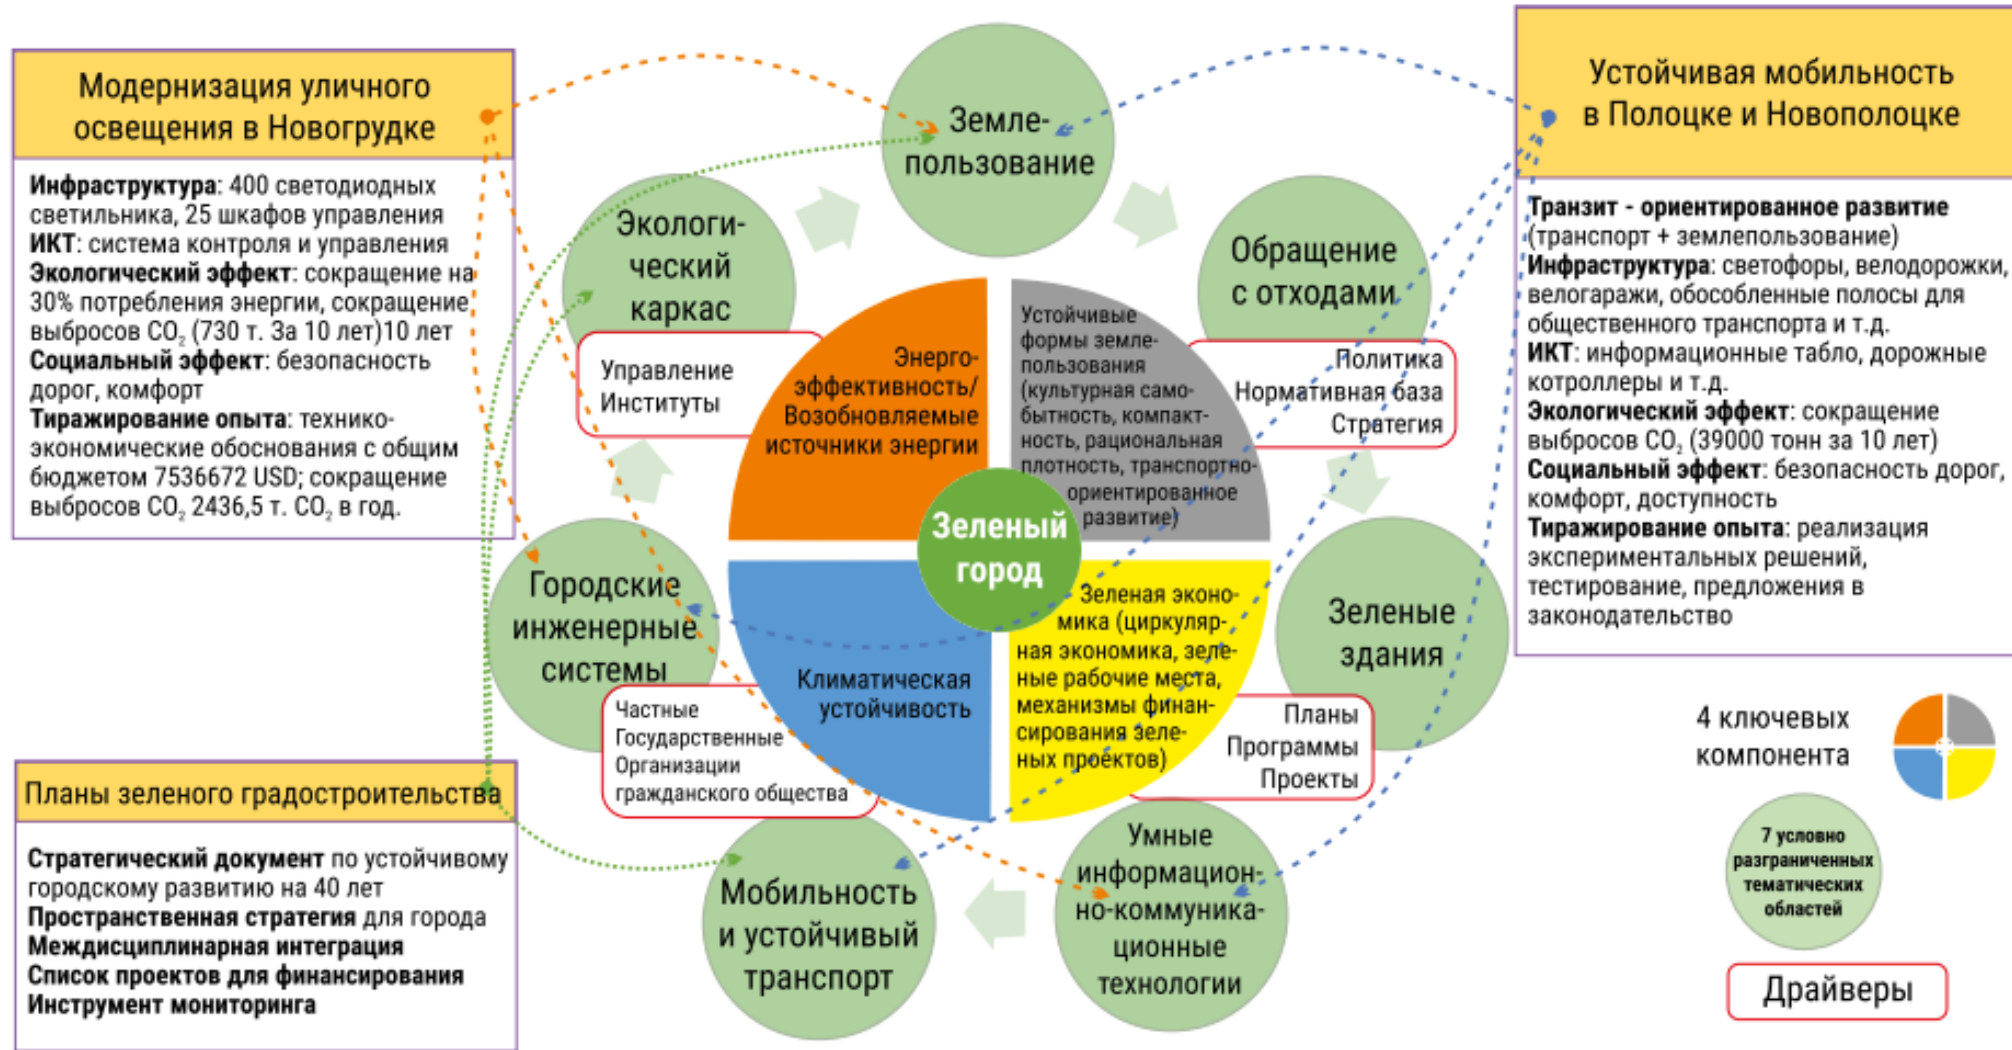 Модернизация уличного
освещения в Новогрудке
Инфраструктура: 400 светодиодных
светильника, 25 шкафов управления
ИКТ: система контроля и управления
Экологический эффект: сокращение на
30% потребления энергии, сокращение
выбросов CO₂ (730 т. За 10 лет)10 лет
Социальный эффект: безопасность
дорог, комфорт
Тиражирование опыта: технико-
экономические обоснования с общим
бюджетом 7536672 USD; сокращение
выбросов CO₂ 2436,5 т. CO₂ в год.
Планы зеленого градостроительства
Стратегический документ по устойчивому
городскому развитию на 40 лет
Пространственная стратегия для города
Междисциплинарная интеграция
Список проектов для финансирования
Инструмент мониторинга
Земле-
пользование
Экологи-
ческий
каркас
Обращение
с отходами
Управление
Институты
Политика
Нормативная база
Стратегия
Энерго-
эффективность/
Возобновляемые
источники энергии
Устойчивые
формы земле-
пользования
(культурная само-
бытность, компакт-
ность, рациональная
плотность, транспортно-
ориентированное
развитие)
Зеленый
город
Городские
инженерные
системы
Зеленые
здания
Климатическая
устойчивость
Зеленая эконо-
мика (циркуляр-
ная экономика, зеле-
ные рабочие места,
механизмы финан-
сирования зеле-
ных проектов)
Частные
Государственные
Организации
гражданского общества
Планы
Программы
Проекты
Мобильность
и устойчивый
транспорт
Умные
информацион-
но-коммуника-
ционные
технологии
Устойчивая мобильность
в Полоцке и Новополоцке
Транзит - ориентированное развитие
(транспорт + землепользование)
Инфраструктура: светофоры, велодорожки,
велогаражи, обособленные полосы для
общественного транспорта и т.д.
ИКТ: информационные табло, дорожные
котроллеры и т.д.
Экологический эффект: сокращение
выбросов CO₂ (39000 тонн за 10 лет)
Социальный эффект: безопасность дорог,
комфорт, доступность
Тиражирование опыта: реализация
экспериментальных решений,
тестирование, предложения в
законодательство
4 ключевых
компонента
7 условно
разграниченных
тематических
областей
Драйверы